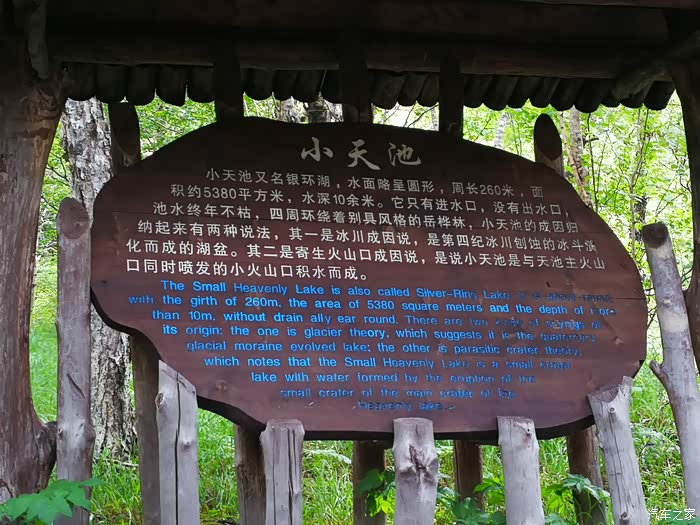 小天池
小天池又名银环湖，水面略呈圆形，周长260米，面
积约5380平方米，水深10余米。它只有进水口，没有出水口，
池水终年不枯，四周环绕着别具风格的岳桦林，小天池的成因归
纳起来有两种说法，其一是冰川成因说，是第四纪冰川刨蚀的冰斗演
化而成的湖盆。其二是寄生火山口成因说，是说小天池是与天池主火山
口同时喷发的小火山口积水而成。
The Small Heavenly Lake is also called Silver-Ring Lake. It is about round
with the girth of 260m, the area of 5380 square meters and the depth of mor-
than 10m, without drain all year round. There are two kinds of
its origin: the one is glacier theory, which suggests it is the quaternary
glacial moraine evolved lake; the other is parasitic crater theory,
which notes that the Small Heavenly Lake is a small crater
lake with water formed by the eruption of the
small crater of the main crater of
Heavenly lake.
汽车之家